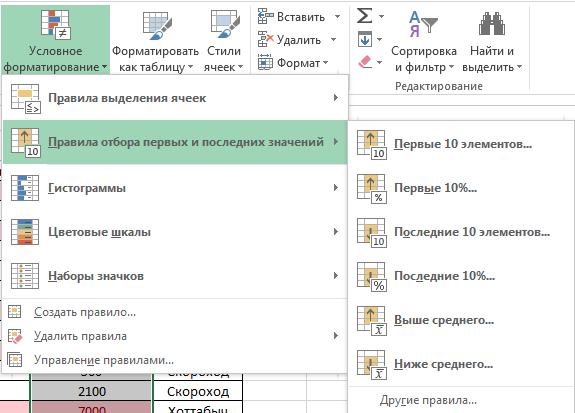 Условное форматирование
Форматировать как таблицу
Стили ячеек
Вставить
Удалить
Формат
Сортировка и фильтр
Найти и выделить
Редактирование
Правила выделения ячеек
Правила отбора первых и последних значений
Гистограммы
Цветовые шкалы
Наборы значков
Создать правило...
Удалить правила
Управление правилами...
Первые 10 элементов...
Первые 10%...
Последние 10 элементов...
Последние 10%...
Выше среднего...
Ниже среднего...
Другие правила...
Скороход
2100 Скороход
7000 Хоттабыч